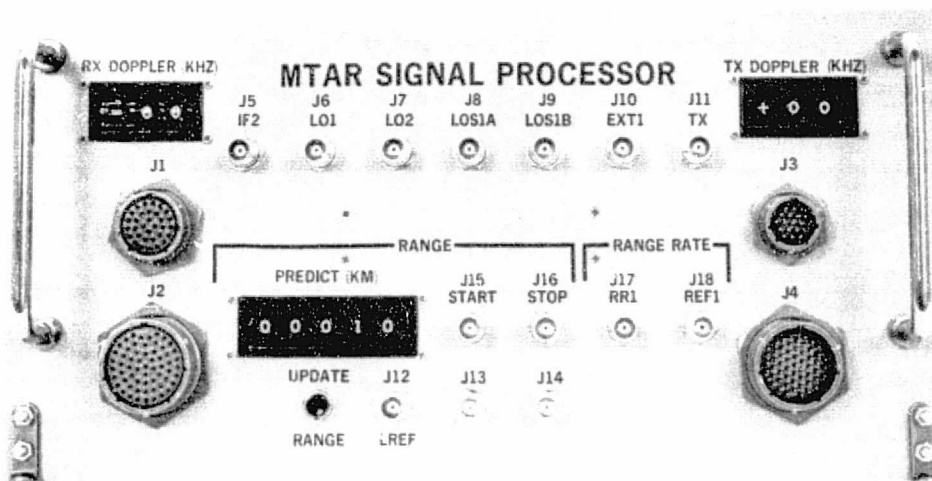 RX DOPPLER (KHZ)
MTAR SIGNAL PROCESSOR
TX DOPPLER (KHZ)
J5 J6 J7 J8 J9 J10 J11
IF2 LO1 LO2 LOS1A LOS1B EXT1 TX
+ 0 0
J1
J3
RANGE
RANGE RATE
PREDICT (KM)
J15 J16 J17 J18
START STOP RR1 REF1
J2
J4
0 0 0 1 0
UPDATE J12 J13 J14
RANGE LREF